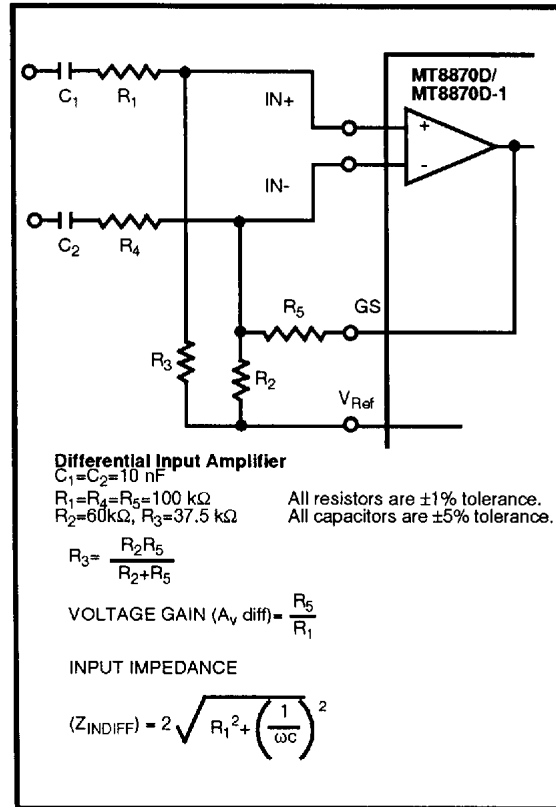 MT8870D/
MT8870D-1
C₁ R₁ IN+
+
-
IN-
C₂ R₄
R₅ GS
R₃ R₂
V_Ref
Differential Input Amplifier
C₁=C₂=10 nF
R₁=R₄=R₅=100 kΩ All resistors are ±1% tolerance.
R₂=60kΩ, R₃=37.5 kΩ All capacitors are ±5% tolerance.
R₃= R₂R₅ / R₂+R₅
VOLTAGE GAIN (Aᵥ diff)= R₅ / R₁
INPUT IMPEDANCE
(Z_INDIFF) = 2 √ R₁²+ (1 / ωc)²